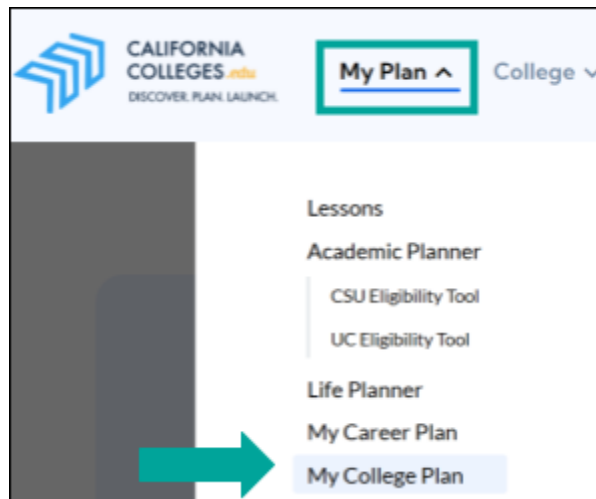 CALIFORNIA
COLLEGES.edu
DISCOVER. PLAN. LAUNCH.
My Plan
College
Lessons
Academic Planner
CSU Eligibility Tool
UC Eligibility Tool
Life Planner
My Career Plan
My College Plan